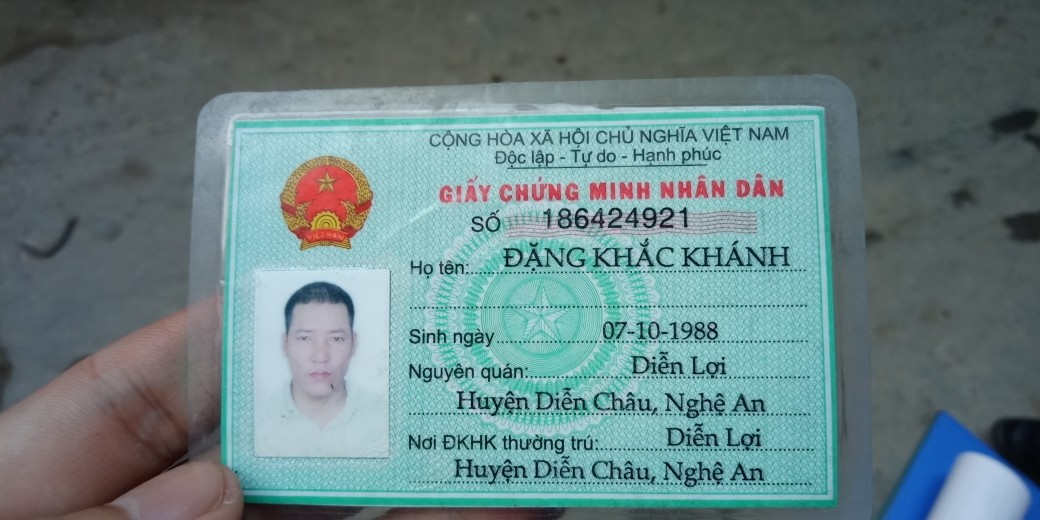 CỘNG HÒA XÃ HỘI CHỦ NGHĨA VIỆT NAM
Độc lập - Tự do - Hạnh phúc
GIẤY CHỨNG MINH NHÂN DÂN
SỐ 186424921
Họ tên: ĐẶNG KHẮC KHÁNH
Sinh ngày 07-10-1988
Nguyên quán: Diễn Lợi
Huyện Diễn Châu, Nghệ An
Nơi ĐKHK thường trú: Diễn Lợi
Huyện Diễn Châu, Nghệ An
VIỆT NAM